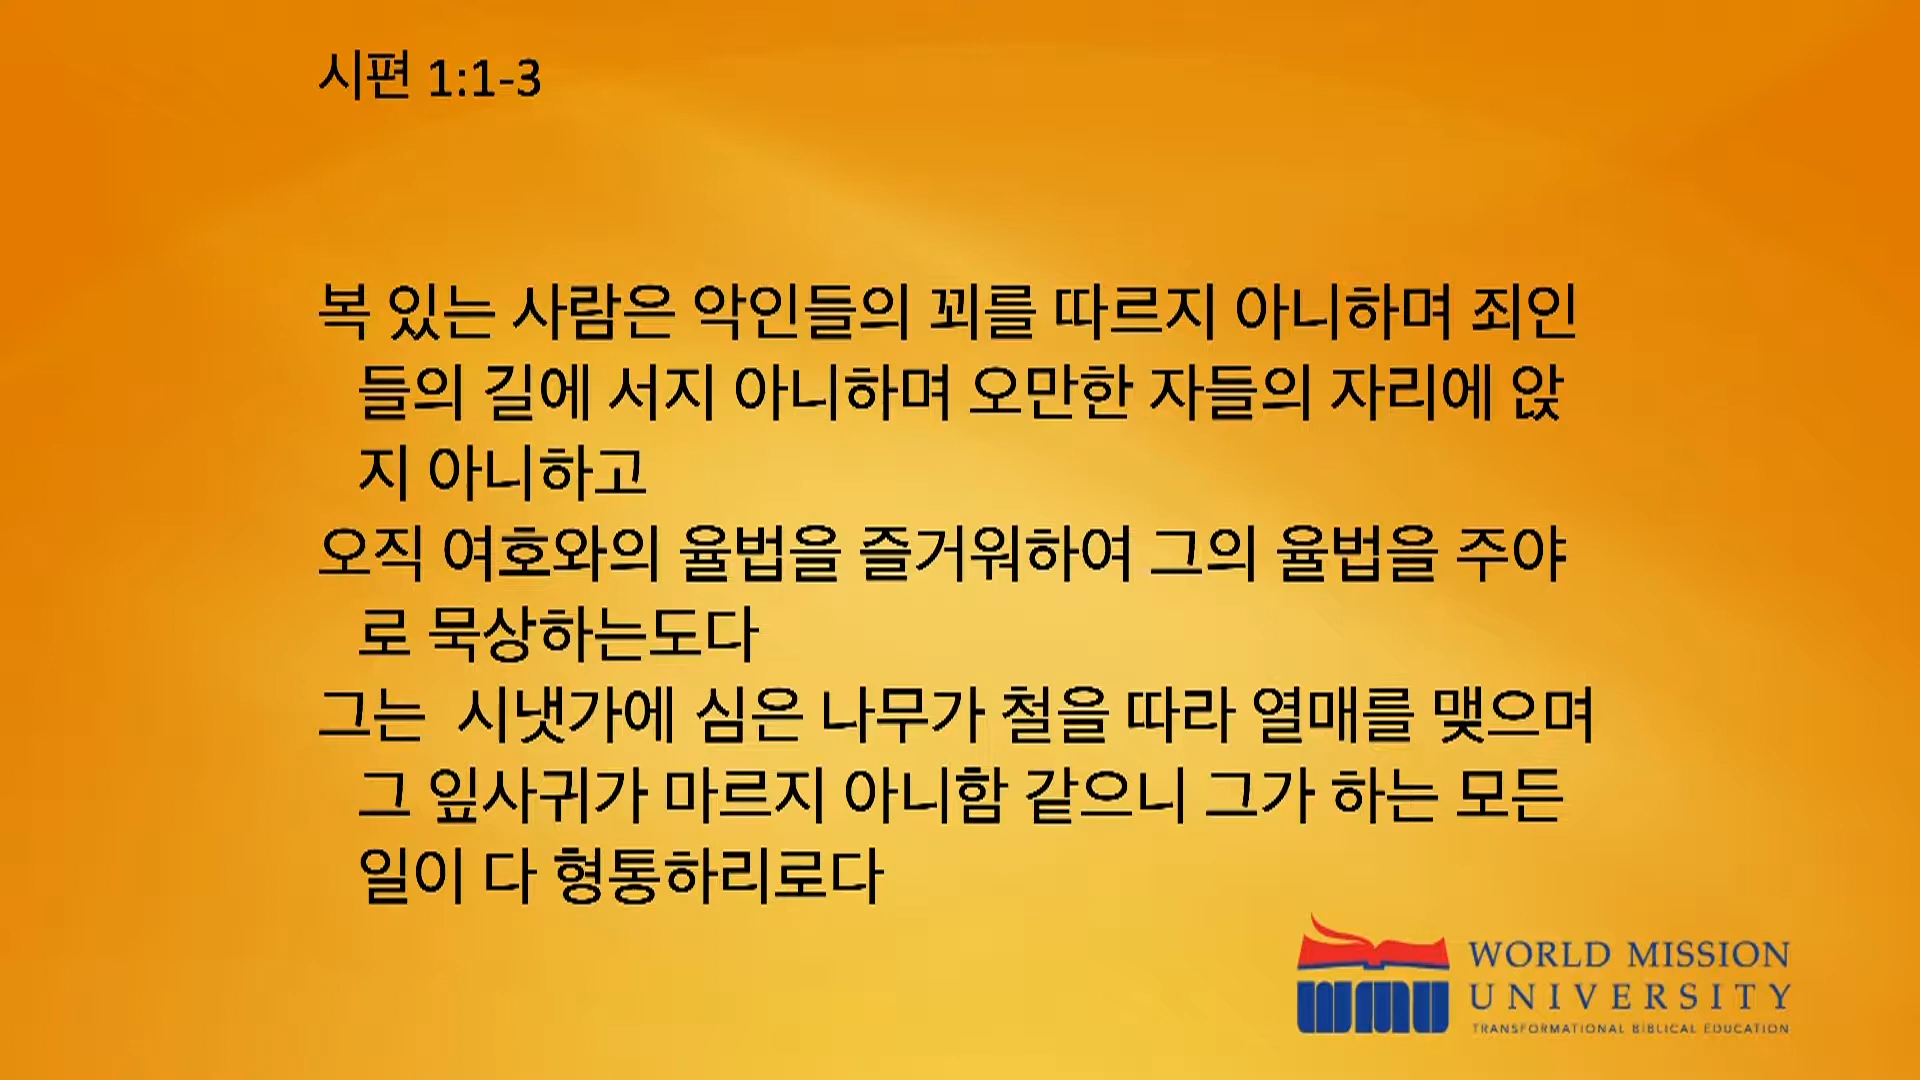 시편 1:1-3
복 있는 사람은 악인들의 꾀를 따르지 아니하며 죄인
들의 길에 서지 아니하며 오만한 자들의 자리에 앉
지 아니하고
오직 여호와의 율법을 즐거워하여 그의 율법을 주야
로 묵상하는도다
그는 시냇가에 심은 나무가 철을 따라 열매를 맺으며
그 잎사귀가 마르지 아니함 같으니 그가 하는 모든
일이 다 형통하리로다
WORLD MISSION
UNIVERSITY
TRANSFORMATIONAL BIBLICAL EDUCATION
WMU